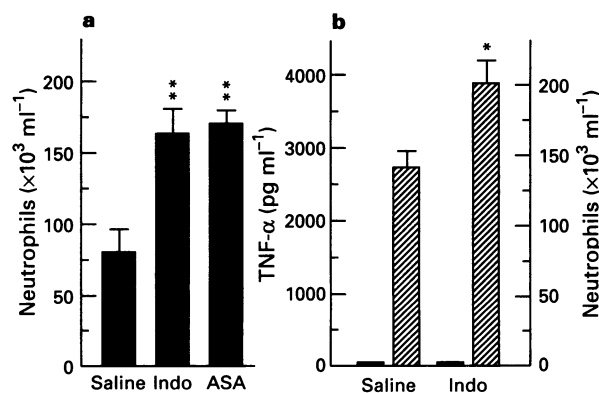 a
Neutrophils (×10³ ml⁻¹)
200
150
100
50
0
** **
Saline Indo ASA
b
TNF-α (pg ml⁻¹)
4000
3000
2000
1000
0
*
Saline Indo
200
150
100
50
0
Neutrophils (×10³ ml⁻¹)